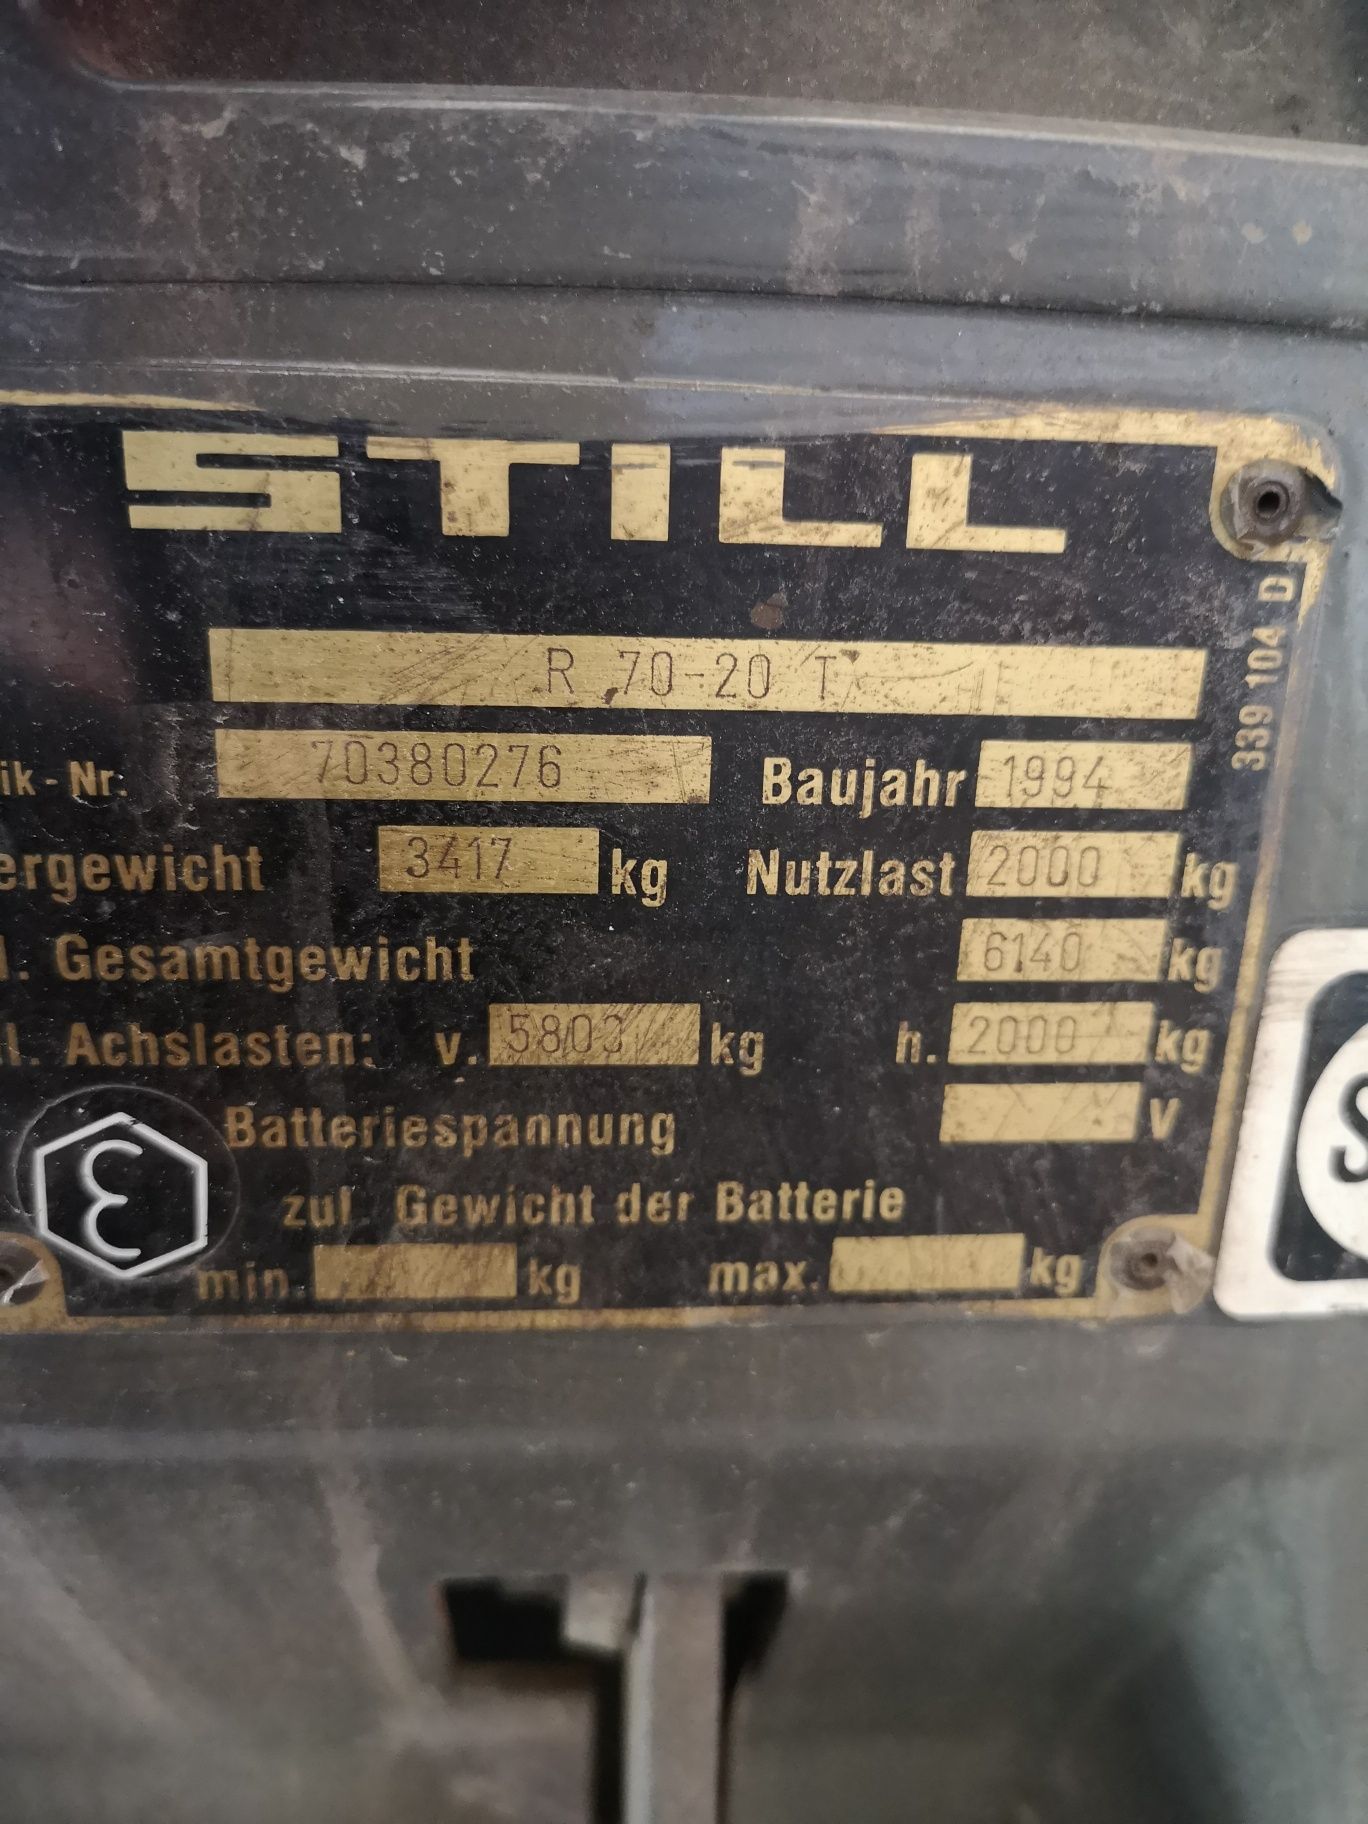 STILL
R 70-20 T
ik-Nr. 70380276 Baujahr 1994
ergewicht 3417 kg Nutzlast 2000 kg
l. Gesamtgewicht 6140 kg
l. Achslasten: v. 5803 kg h. 2000 kg
Batteriespannung V
zul. Gewicht der Batterie
min. kg max. kg
339 104 D
S